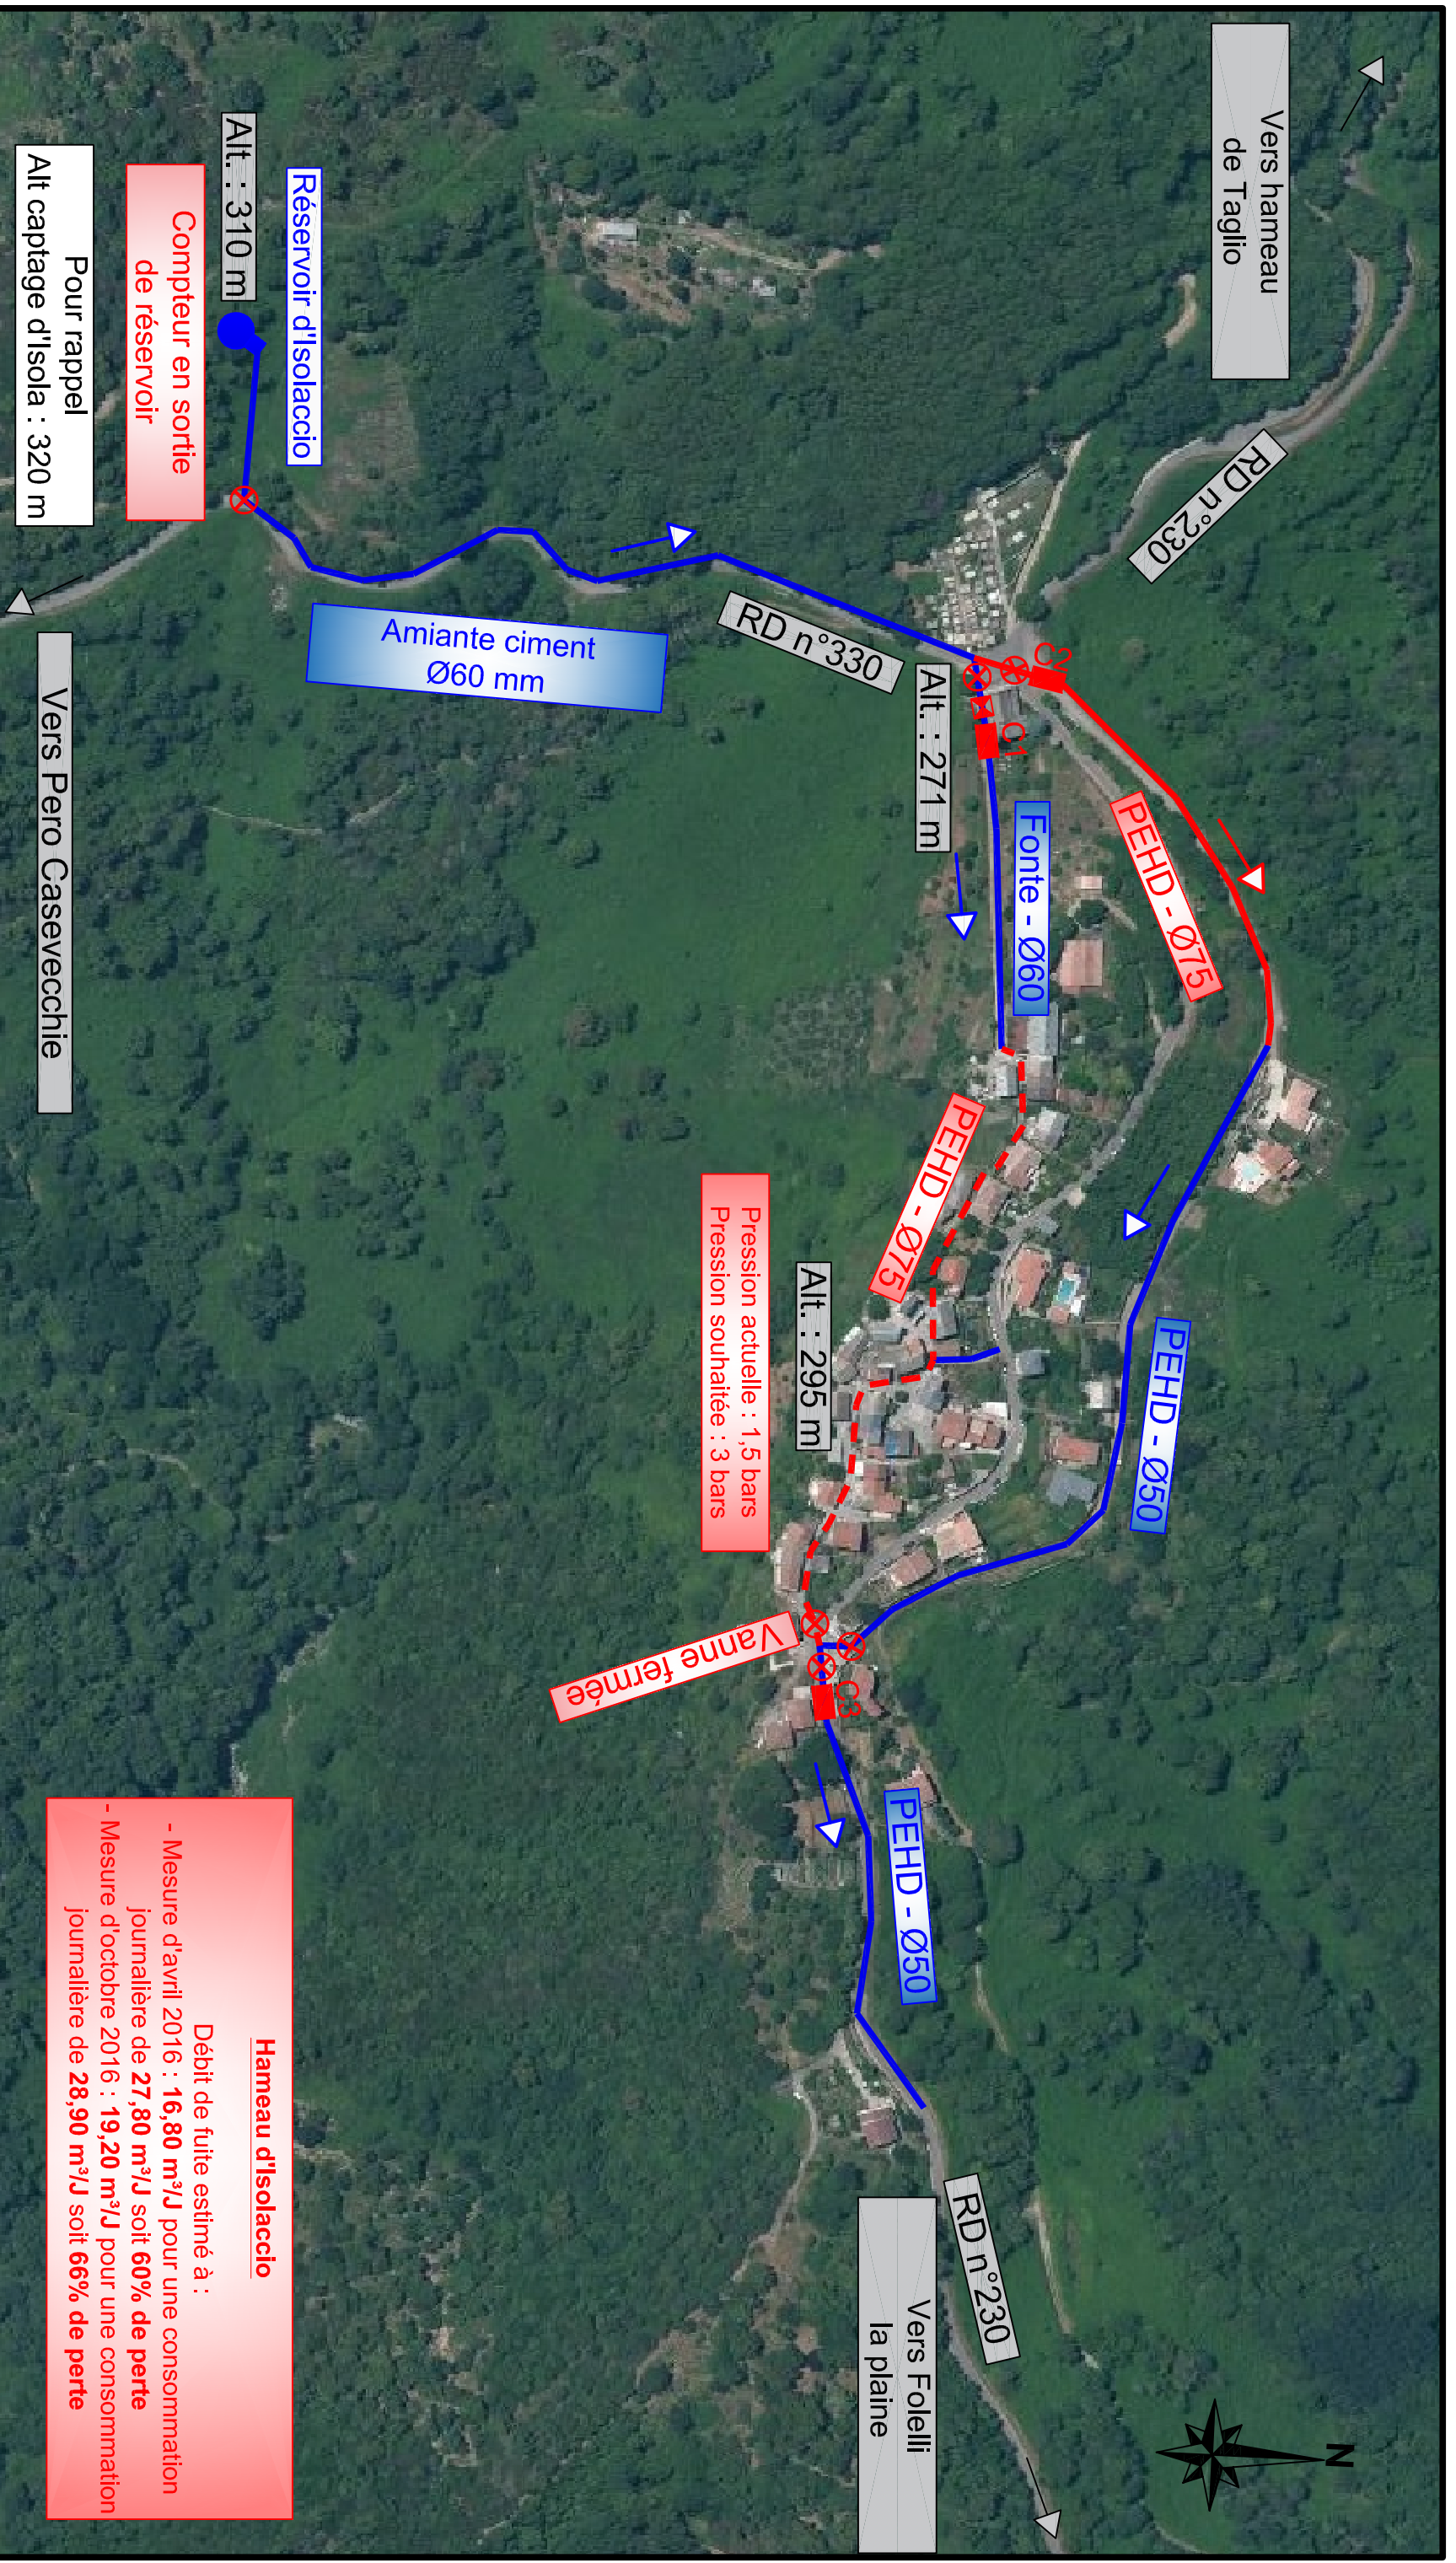 Vers hameau
de Taglio
RD n°230
Réservoir d'Isolaccio
Alt. : 310 m
Compteur en sortie
de réservoir
Pour rappel
Alt captage d'Isola : 320 m
Amiante ciment
Ø60 mm
RD n°330
Vers Pero Casevecchie
C2
C1
Alt. : 271 m
Fonte - Ø60
PEHD - Ø75
PEHD - Ø75
PEHD - Ø50
Alt. : 295 m
Pression actuelle : 1,5 bars
Pression souhaitée : 3 bars
Vanne fermée
C3
PEHD - Ø50
RD n°230
Vers Folelli
la plaine
N
Hameau d'Isolaccio
Débit de fuite estimé à :
- Mesure d'avril 2016 : 16,80 m³/J pour une consommation
journalière de 27,80 m³/J soit 60% de perte
- Mesure d'octobre 2016 : 19,20 m³/J pour une consommation
journalière de 28,90 m³/J soit 66% de perte